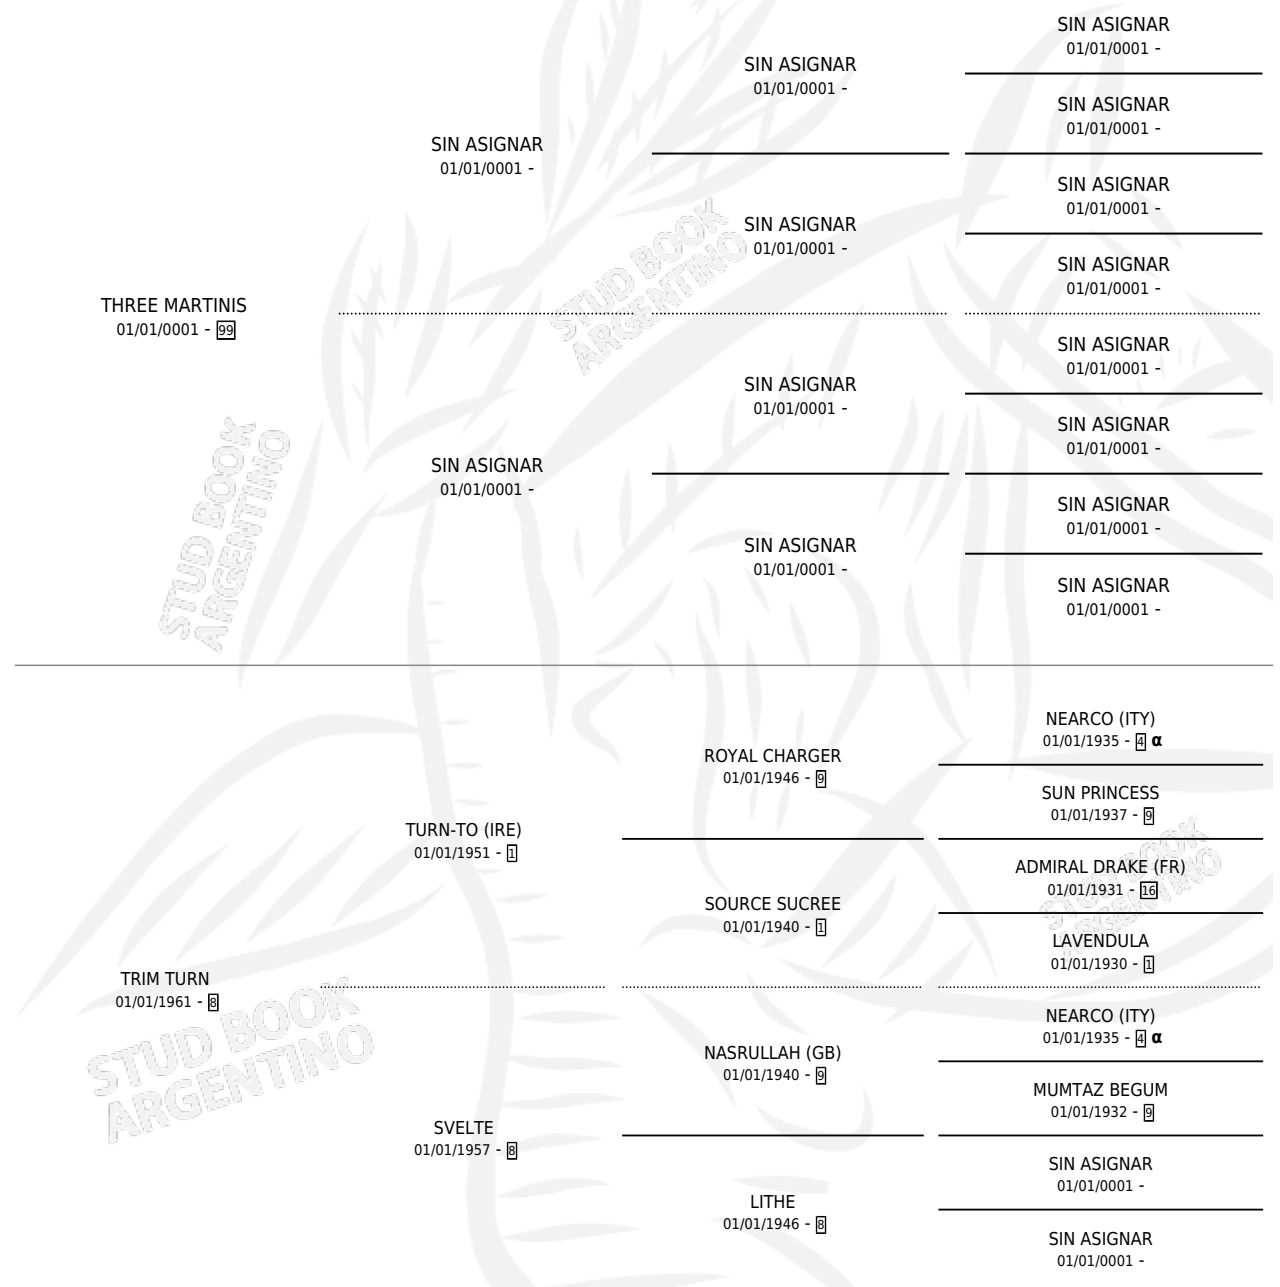 SIN ASIGNAR
01/01/0001 -
SIN ASIGNAR
01/01/0001 -
SIN ASIGNAR
01/01/0001 -
SIN ASIGNAR
01/01/0001 -
SIN ASIGNAR
01/01/0001 -
SIN ASIGNAR
01/01/0001 -
SIN ASIGNAR
01/01/0001 -
THREE MARTINIS
01/01/0001 - 99
SIN ASIGNAR
01/01/0001 -
SIN ASIGNAR
01/01/0001 -
SIN ASIGNAR
01/01/0001 -
SIN ASIGNAR
01/01/0001 -
SIN ASIGNAR
01/01/0001 -
SIN ASIGNAR
01/01/0001 -
SIN ASIGNAR
01/01/0001 -
STUD BOOK
ARGENTINO
STUD BOOK
ARGENTINO
NEARCO (ITY)
01/01/1935 - 4 α
ROYAL CHARGER
01/01/1946 - 9
SUN PRINCESS
01/01/1937 - 9
TURN-TO (IRE)
01/01/1951 - 1
ADMIRAL DRAKE (FR)
01/01/1931 - 16
SOURCE SUCREE
01/01/1940 - 1
LAVENDULA
01/01/1930 - 1
TRIM TURN
01/01/1961 - 8
NEARCO (ITY)
01/01/1935 - 4 α
NASRULLAH (GB)
01/01/1940 - 9
MUMTAZ BEGUM
01/01/1932 - 9
SVELTE
01/01/1957 - 8
SIN ASIGNAR
01/01/0001 -
LITHE
01/01/1946 - 8
SIN ASIGNAR
01/01/0001 -
STUD BOOK
ARGENTINO
STUD BOOK
ARGENTINO